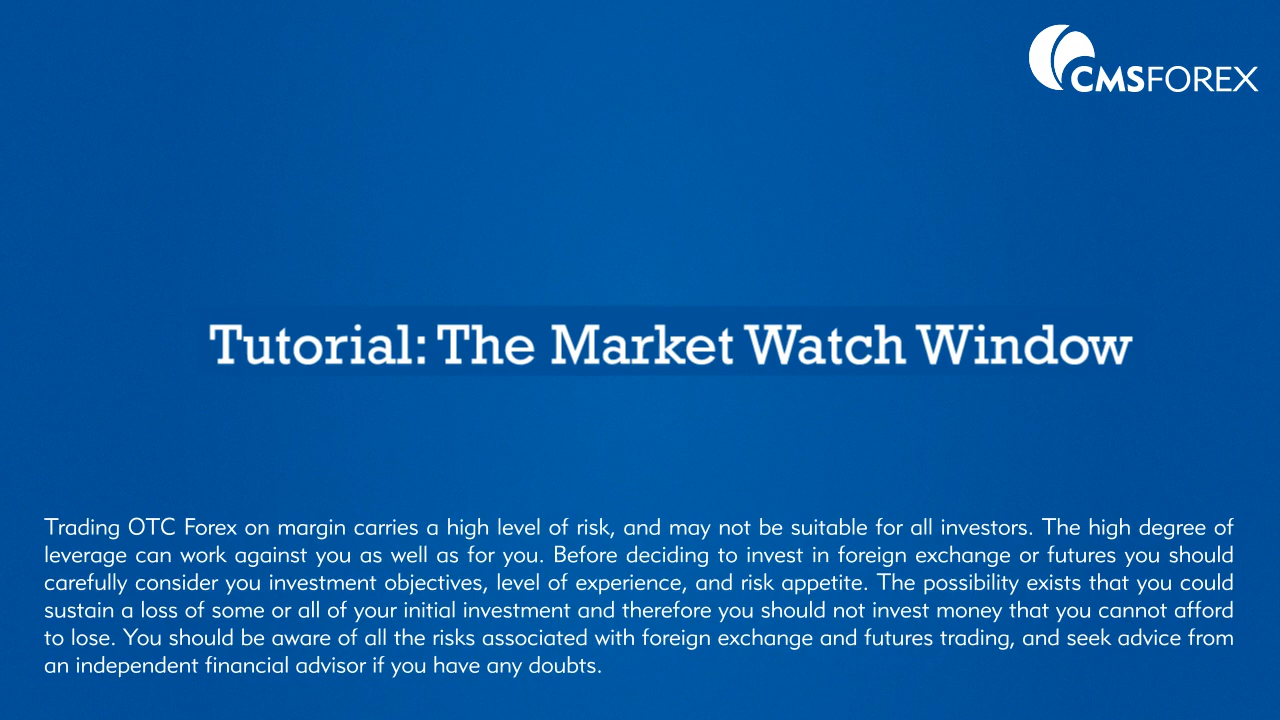 CMSFOREX
Tutorial: The Market Watch Window
Trading OTC Forex on margin carries a high level of risk, and may not be suitable for all investors. The high degree of
leverage can work against you as well as for you. Before deciding to invest in foreign exchange or futures you should
carefully consider you investment objectives, level of experience, and risk appetite. The possibility exists that you could
sustain a loss of some or all of your initial investment and therefore you should not invest money that you cannot afford
to lose. You should be aware of all the risks associated with foreign exchange and futures trading, and seek advice from
an independent financial advisor if you have any doubts.